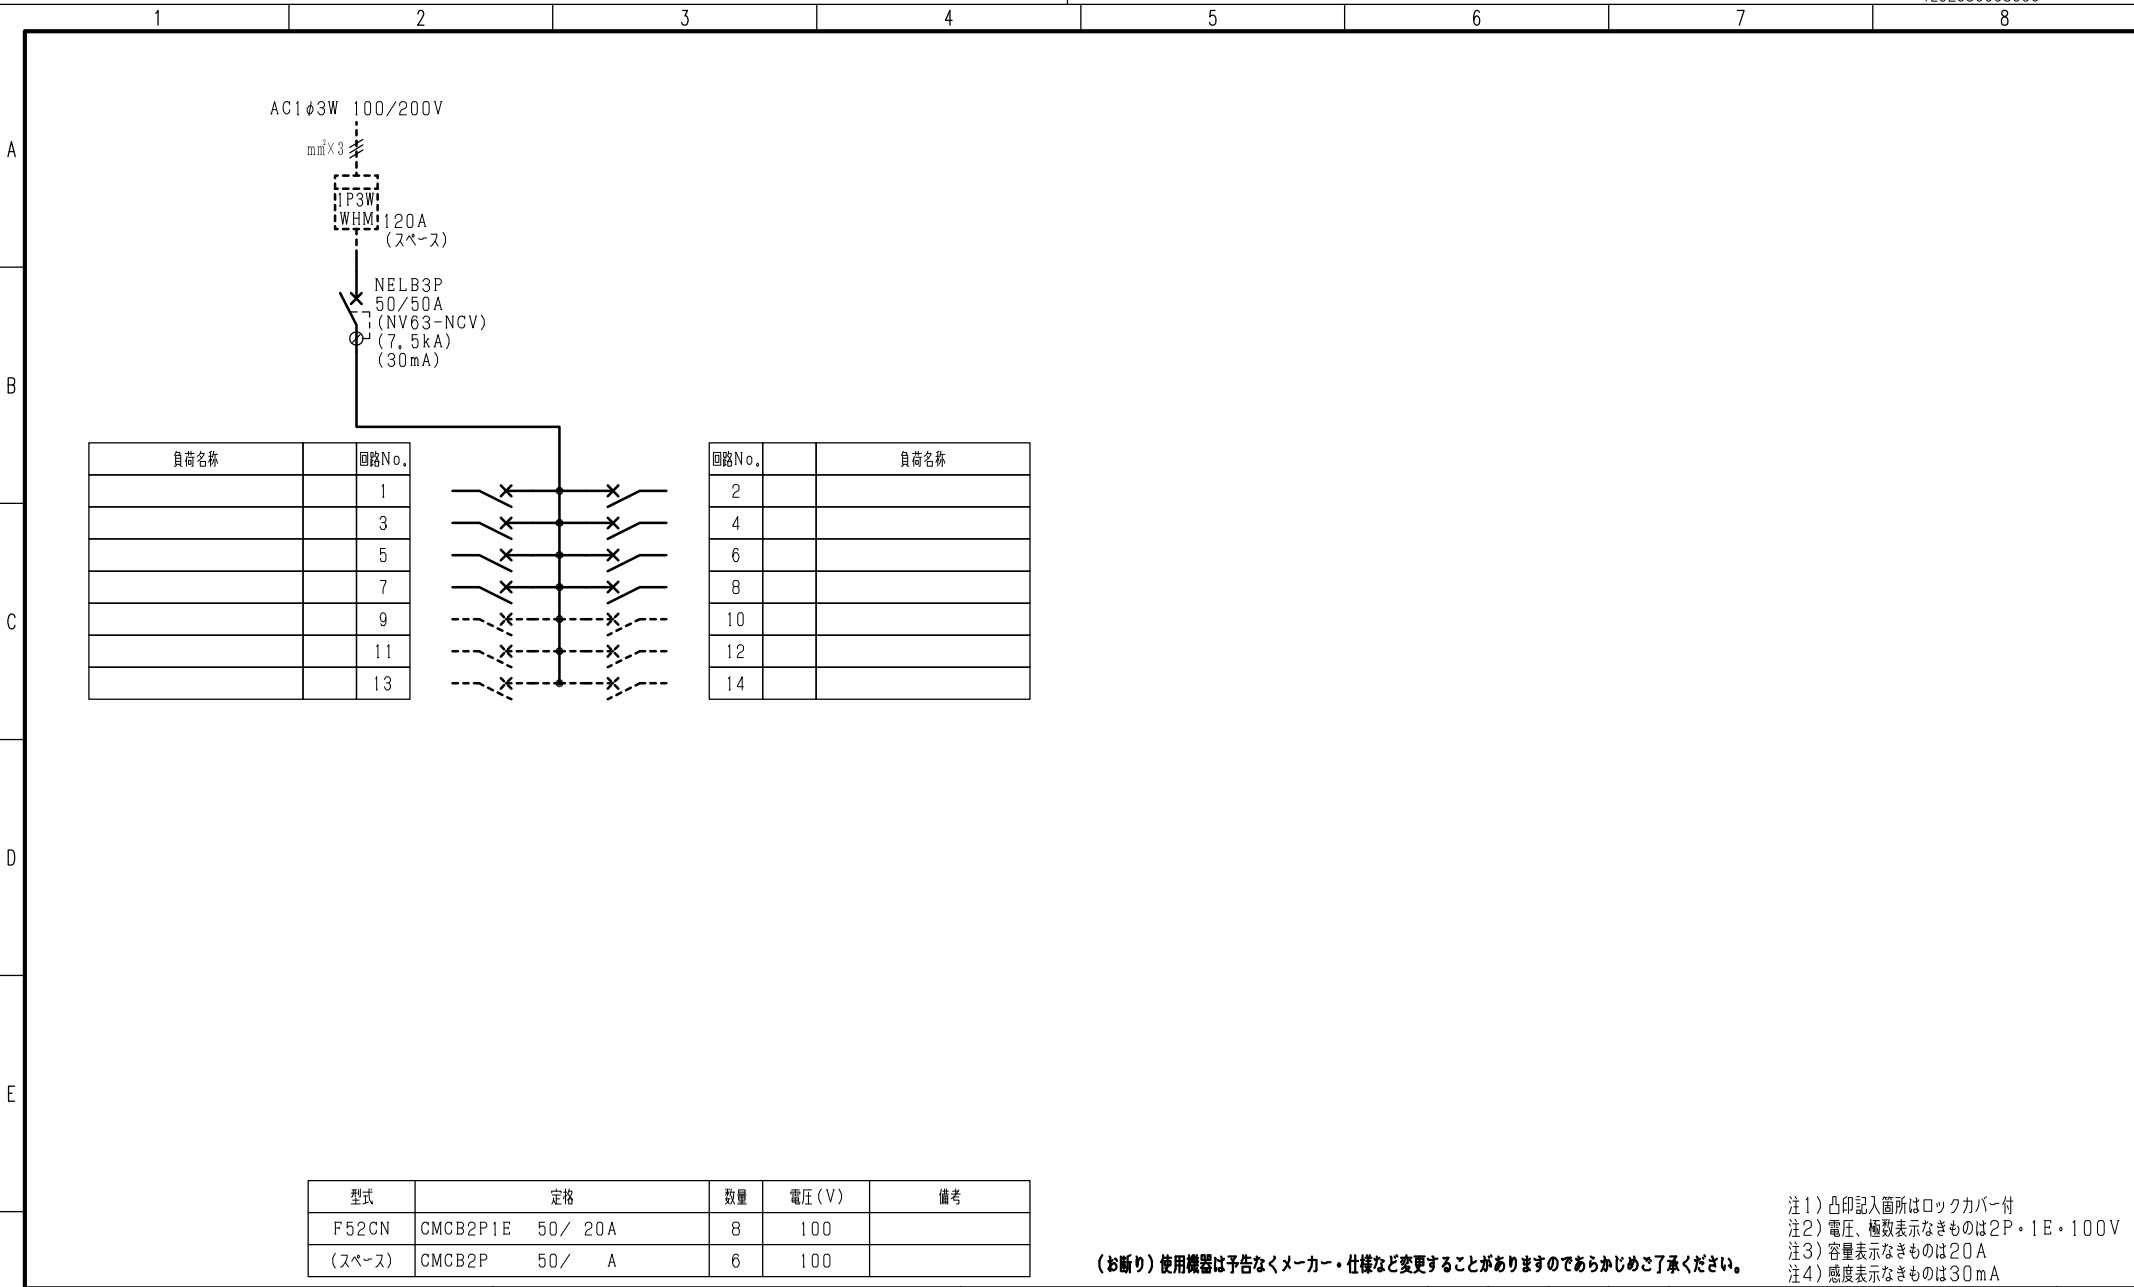 1 2 3 4 5 6 7 8
A
B
C
D
E
AC1φ3W 100/200V
mm²×3
1P3W
WHM
120A
(スペース)
NELB3P
50/50A
(NV63-NCV)
(7.5kA)
(30mA)
負荷名称 回路No.
1
3
5
7
9
11
13
回路No. 負荷名称
2
4
6
8
10
12
14
型式 定格 数量 電圧(V) 備考
F52CN CMCB2P1E 50/ 20A 8 100
(スペース) CMCB2P 50/ A 6 100
(お断り)使用機器は予告なくメーカー・仕様など変更することがありますのであらかじめご了承ください。
注1)凸印記入箇所はロックカバー付
注2)電圧、極数表示なきものは2P・1E・100V
注3)容量表示なきものは20A
注4)感度表示なきものは30mA